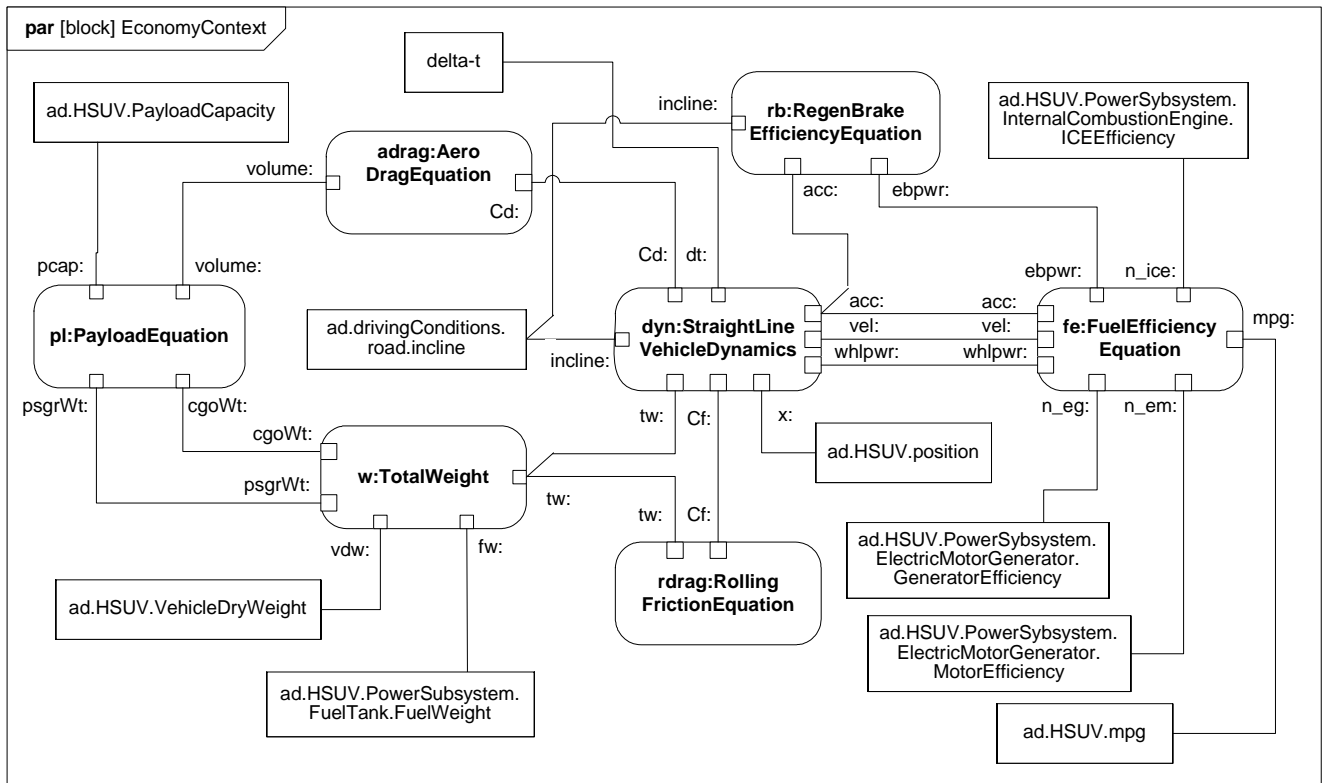 par [block] EconomyContext
delta-t
ad.HSUV.PayloadCapacity
incline:
rb:RegenBrake
EfficiencyEquation
ad.HSUV.PowerSybsystem.
InternalCombustionEngine.
ICEEfficiency
adrag:Aero
DragEquation
volume:
Cd:
acc:
ebpwr:
pcap:
volume:
Cd:
dt:
ebpwr:
n_ice:
pl:PayloadEquation
ad.drivingConditions.
road.incline
incline:
dyn:StraightLine
VehicleDynamics
acc:
vel:
whlpwr:
acc:
vel:
whlpwr:
fe:FuelEfficiency
Equation
mpg:
psgrWt:
cgoWt:
tw:
Cf:
x:
n_eg:
n_em:
cgoWt:
psgrWt:
w:TotalWeight
tw:
ad.HSUV.position
vdw:
fw:
tw:
Cf:
ad.HSUV.PowerSybsystem.
ElectricMotorGenerator.
GeneratorEfficiency
rdrag:Rolling
FrictionEquation
ad.HSUV.VehicleDryWeight
ad.HSUV.PowerSybsystem.
ElectricMotorGenerator.
MotorEfficiency
ad.HSUV.PowerSubsystem.
FuelTank.FuelWeight
ad.HSUV.mpg